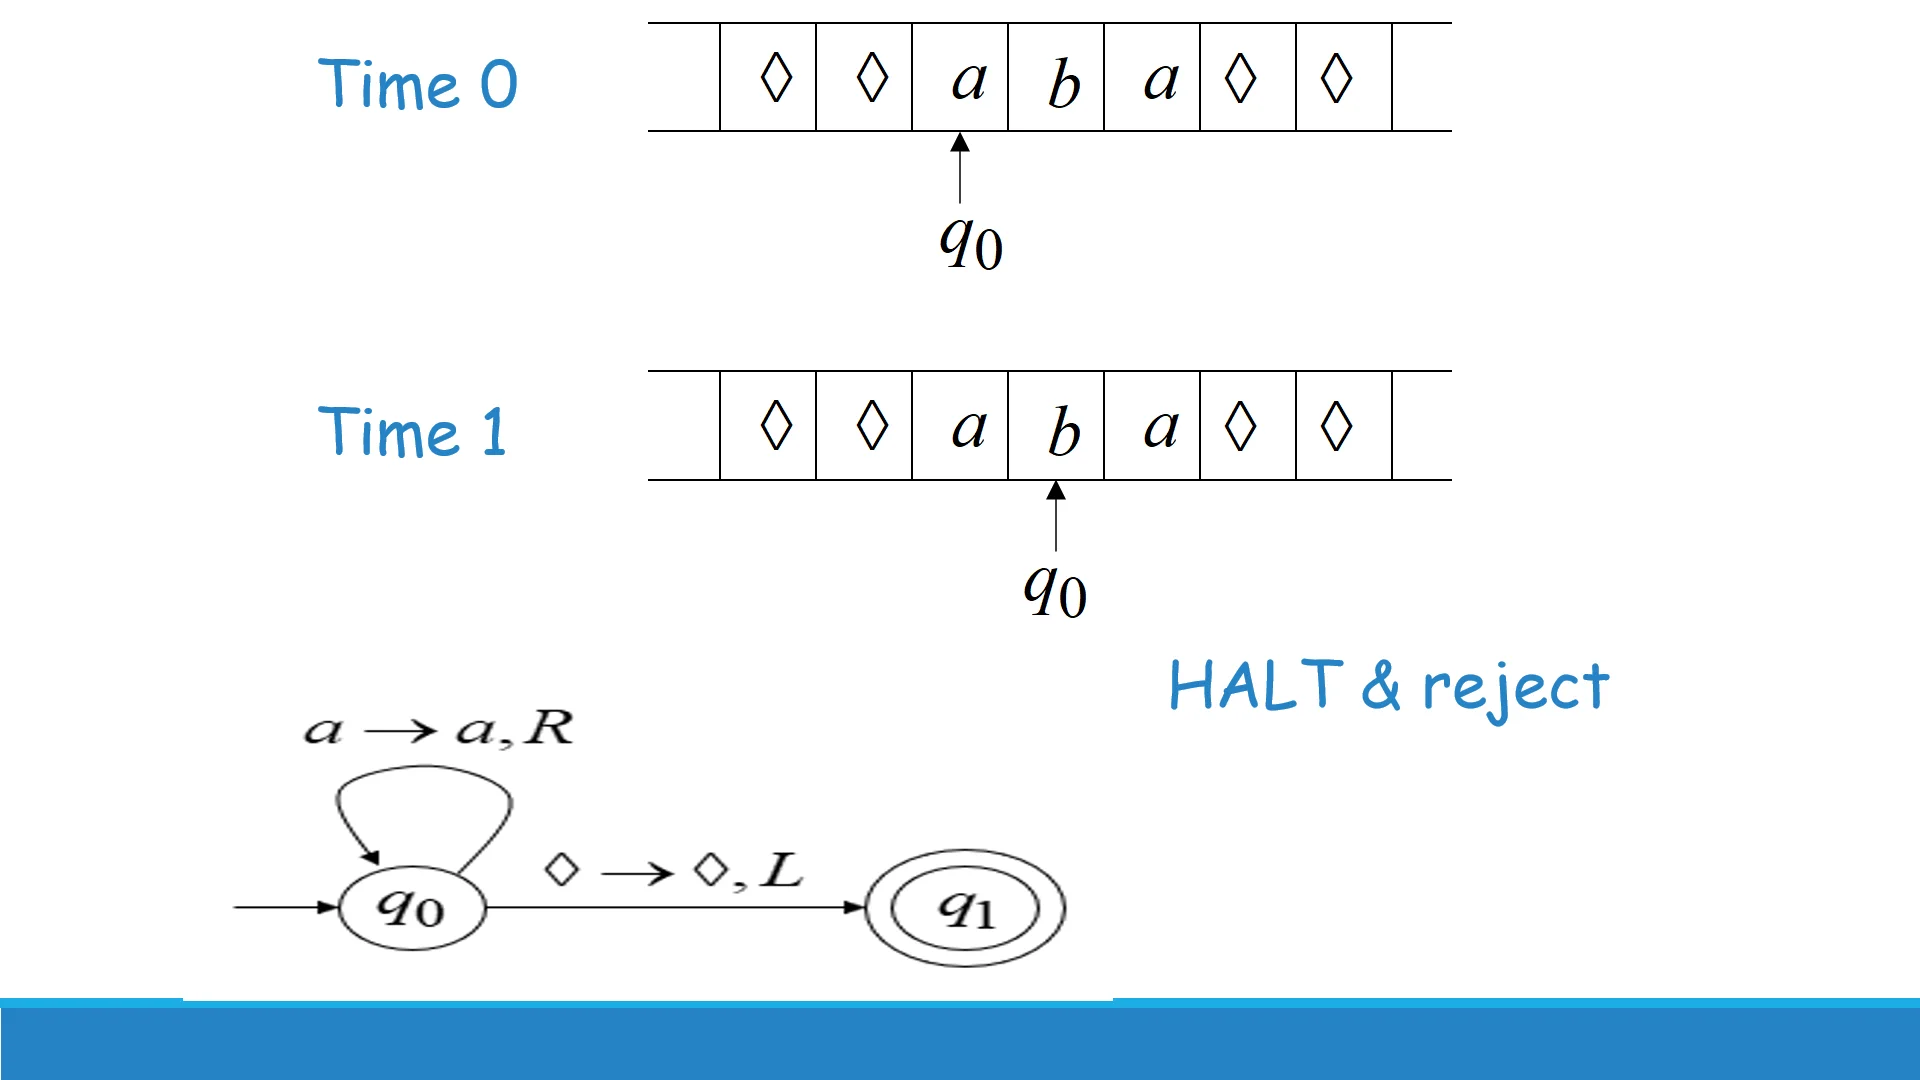 Time 0
◊ ◊ a b a ◊ ◊
q0
Time 1
◊ ◊ a b a ◊ ◊
q0
HALT & reject
a → a, R
◊ → ◊, L
q0 q1